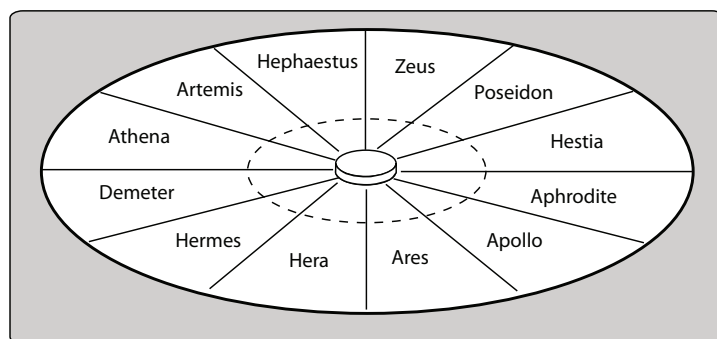 Hephaestus
Zeus
Artemis
Poseidon
Athena
Hestia
Demeter
Aphrodite
Hermes
Apollo
Hera
Ares